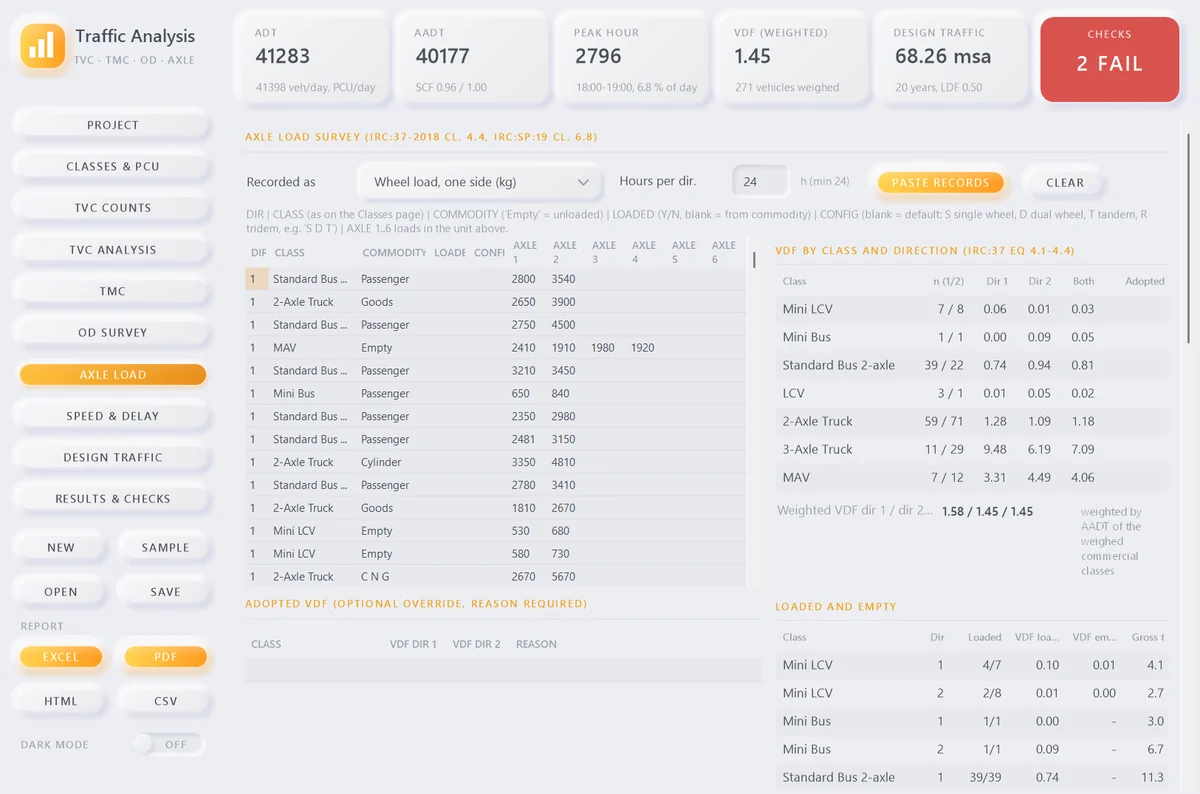 Traffic Analysis
TVC · TMC · OD · AXLE
ADT
41283
41398 veh/day, PCU/day
AADT
40177
SCF 0.96 / 1.00
PEAK HOUR
2796
18:00-19:00, 6.8 % of day
VDF (WEIGHTED)
1.45
271 vehicles weighed
DESIGN TRAFFIC
68.26 msa
20 years, LDF 0.50
CHECKS
2 FAIL
PROJECT
CLASSES & PCU
TVC COUNTS
TVC ANALYSIS
TMC
OD SURVEY
AXLE LOAD
SPEED & DELAY
DESIGN TRAFFIC
RESULTS & CHECKS
NEW SAMPLE
OPEN SAVE
REPORT
EXCEL PDF
HTML CSV
DARK MODE OFF
AXLE LOAD SURVEY (IRC:37-2018 CL. 4.4, IRC:SP:19 CL. 6.8)
Recorded as Wheel load, one side (kg) Hours per dir. 24 h (min 24) PASTE RECORDS CLEAR
DIR | CLASS (as on the Classes page) | COMMODITY ('Empty' = unloaded) | LOADED (Y/N, blank = from commodity) | CONFIG (blank = default: S single wheel, D dual wheel, T tandem, R
tridem, e.g. 'S D T') | AXLE 1..6 loads in the unit above.
DIR CLASS COMMODITY LOADE CONFI AXLE 1 AXLE 2 AXLE 3 AXLE 4 AXLE 5 AXLE 6
1 Standard Bus ... Passenger 2800 3540
1 2-Axle Truck Goods 2650 3900
1 Standard Bus ... Passenger 2750 4500
1 MAV Empty 2410 1910 1980 1920
1 Standard Bus ... Passenger 3210 3450
1 Mini Bus Passenger 650 840
1 Standard Bus ... Passenger 2350 2980
1 Standard Bus ... Passenger 2481 3150
1 2-Axle Truck Cylinder 3350 4810
1 Standard Bus ... Passenger 2780 3410
1 2-Axle Truck Goods 1810 2670
1 Mini LCV Empty 530 680
1 Mini LCV Empty 580 730
1 2-Axle Truck C N G 2670 5670
ADOPTED VDF (OPTIONAL OVERRIDE, REASON REQUIRED)
CLASS VDF DIR 1 VDF DIR 2 REASON
VDF BY CLASS AND DIRECTION (IRC:37 EQ 4.1-4.4)
Class n (1/2) Dir 1 Dir 2 Both Adopted
Mini LCV 7 / 8 0.06 0.01 0.03
Mini Bus 1 / 1 0.00 0.09 0.05
Standard Bus 2-axle 39 / 22 0.74 0.94 0.81
LCV 3 / 1 0.01 0.05 0.02
2-Axle Truck 59 / 71 1.28 1.09 1.18
3-Axle Truck 11 / 29 9.48 6.19 7.09
MAV 7 / 12 3.31 4.49 4.06
Weighted VDF dir 1 / dir 2... 1.58 / 1.45 / 1.45
weighted by
AADT of the
weighed
commercial
classes
LOADED AND EMPTY
Class Dir Loaded VDF loa... VDF em... Gross t
Mini LCV 1 4/7 0.10 0.01 4.1
Mini LCV 2 2/8 0.01 0.00 2.7
Mini Bus 1 1/1 0.00 - 3.0
Mini Bus 2 1/1 0.09 - 6.7
Standard Bus 2-axle 1 39/39 0.74 - 11.3